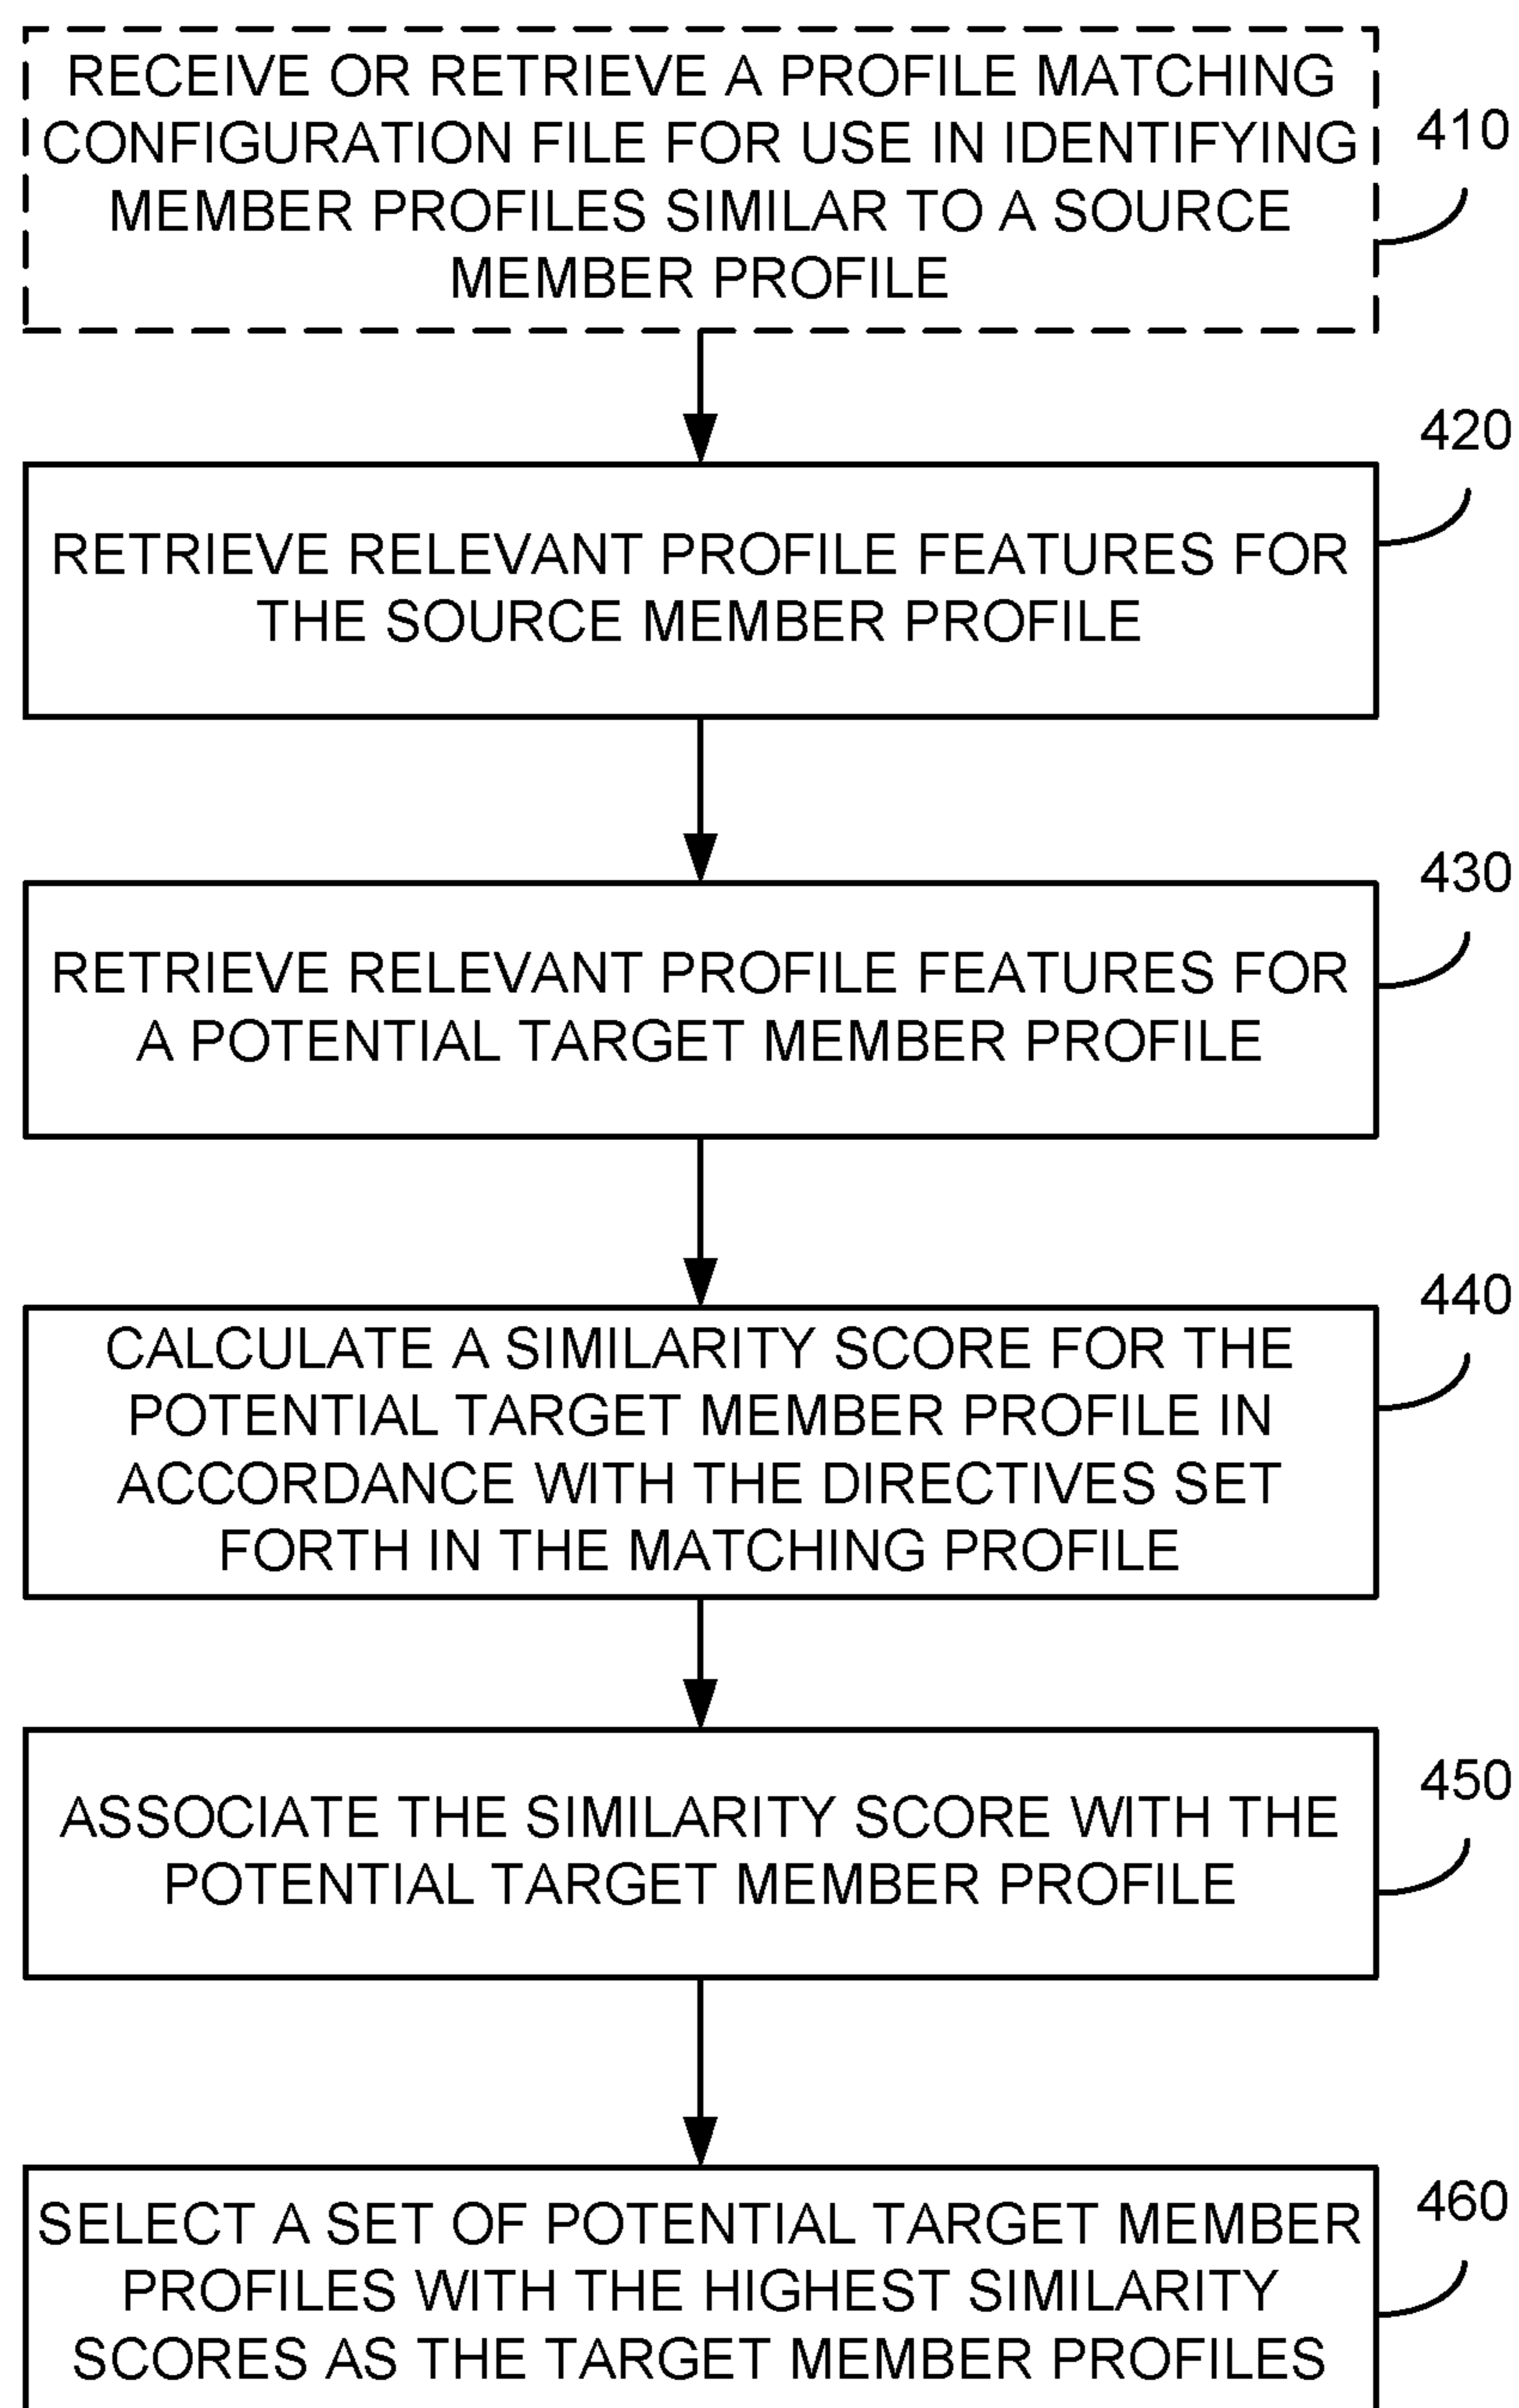 RECEIVE OR RETRIEVE A PROFILE MATCHING
CONFIGURATION FILE FOR USE IN IDENTIFYING
MEMBER PROFILES SIMILAR TO A SOURCE
MEMBER PROFILE
410
RETRIEVE RELEVANT PROFILE FEATURES FOR
THE SOURCE MEMBER PROFILE
420
RETRIEVE RELEVANT PROFILE FEATURES FOR
A POTENTIAL TARGET MEMBER PROFILE
430
CALCULATE A SIMILARITY SCORE FOR THE
POTENTIAL TARGET MEMBER PROFILE IN
ACCORDANCE WITH THE DIRECTIVES SET
FORTH IN THE MATCHING PROFILE
440
ASSOCIATE THE SIMILARITY SCORE WITH THE
POTENTIAL TARGET MEMBER PROFILE
450
SELECT A SET OF POTENTIAL TARGET MEMBER
PROFILES WITH THE HIGHEST SIMILARITY
SCORES AS THE TARGET MEMBER PROFILES
460